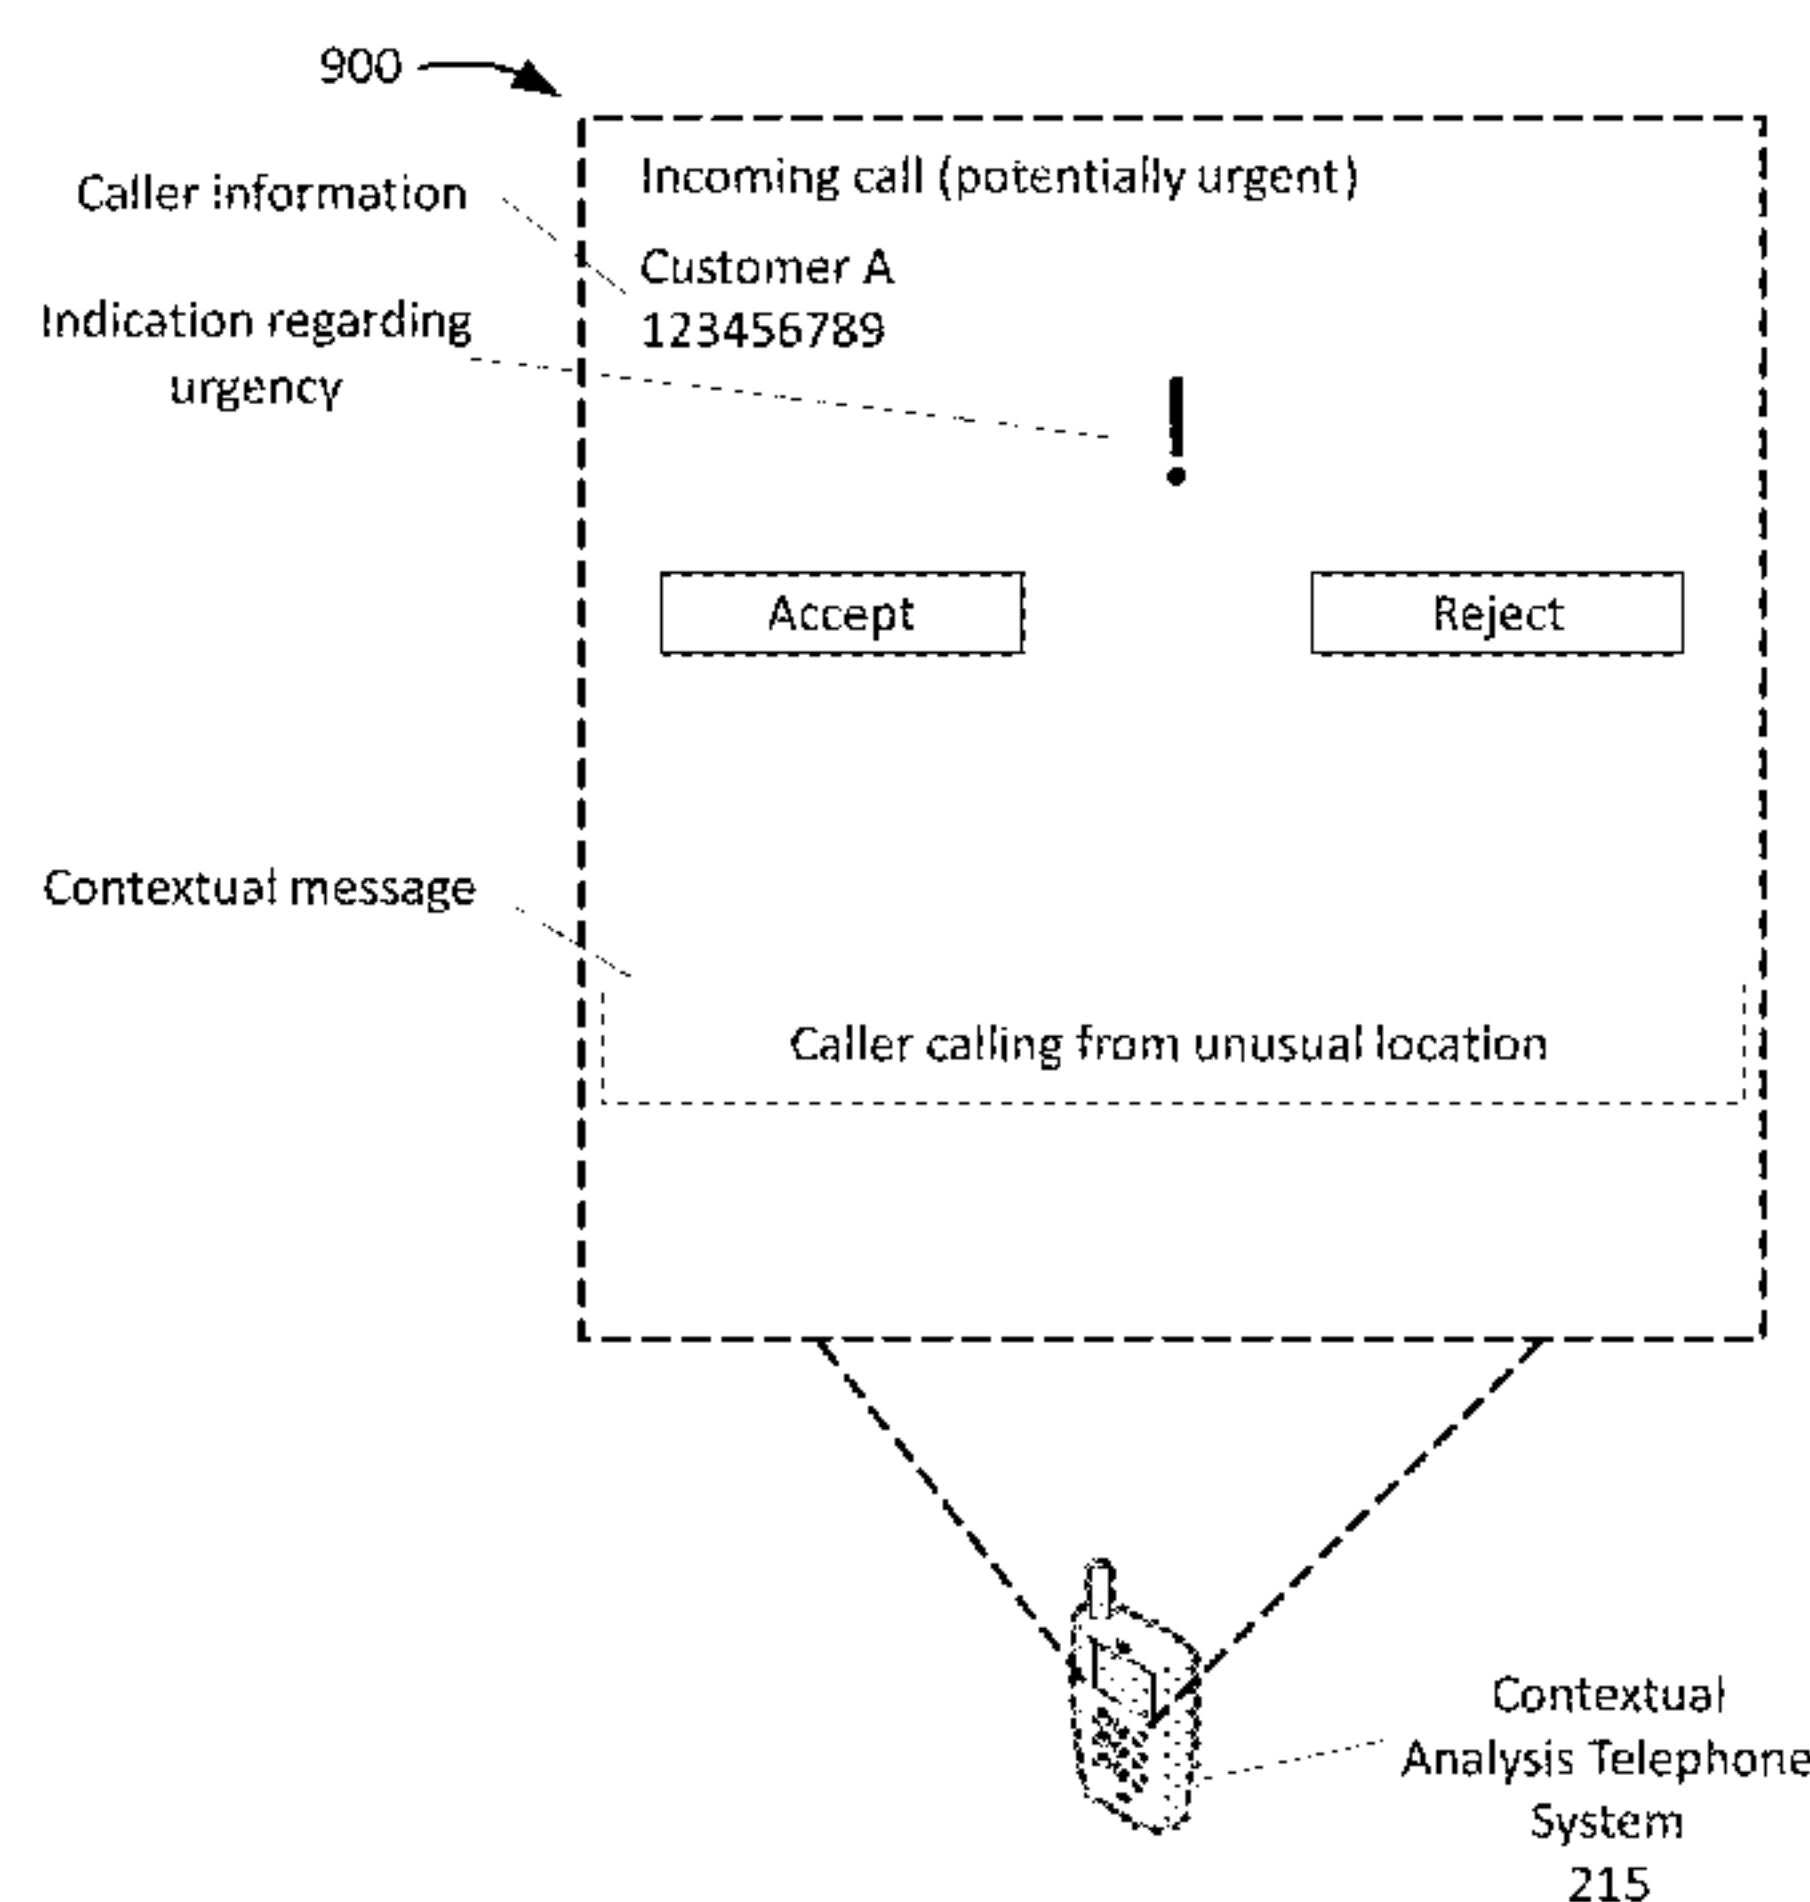 900
Caller information
Incoming call (potentially urgent)
Customer A
123456789
Indication regarding
urgency
!
Accept
Reject
Contextual message
Caller calling from unusual location
Contextual
Analysis Telephone
System
215